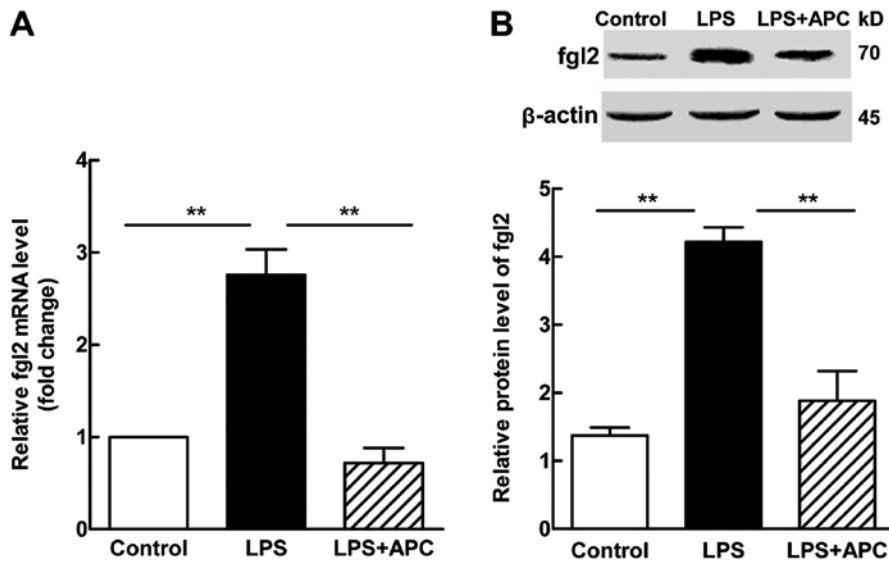 A
Relative fgl2 mRNA level
(fold change)
4
3
2
1
0
**
**
Control
LPS
LPS+APC
B
Control LPS LPS+APC kD
fgl2 70
β-actin 45
Relative protein level of fgl2
5
4
3
2
1
0
**
**
Control
LPS
LPS+APC